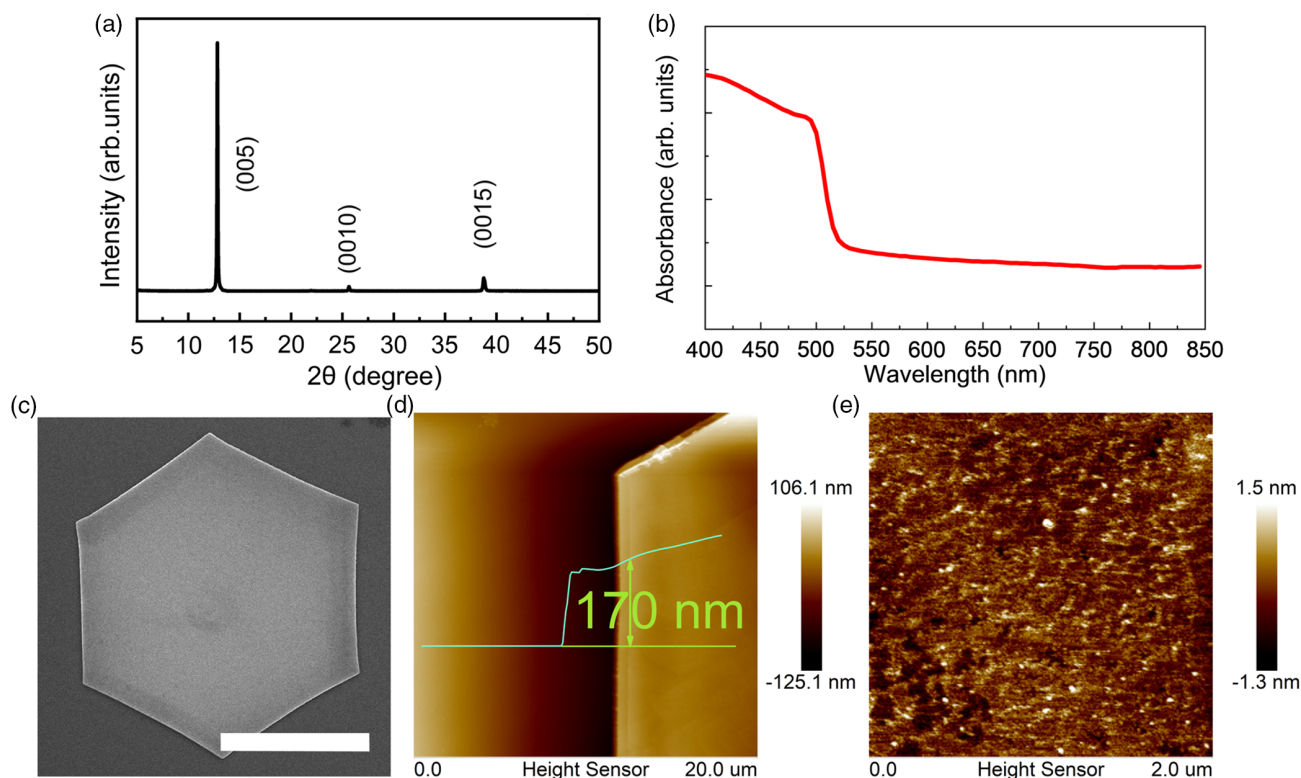 (a)
Intensity (arb.units)
(005)
(0010)
(0015)
5 10 15 20 25 30 35 40 45 50
2θ (degree)
(b)
Absorbance (arb. units)
400 450 500 550 600 650 700 750 800 850
Wavelength (nm)
(c)
(d)
170 nm
0.0 Height Sensor 20.0 um
106.1 nm
-125.1 nm
(e)
0.0 Height Sensor 2.0 um
1.5 nm
-1.3 nm